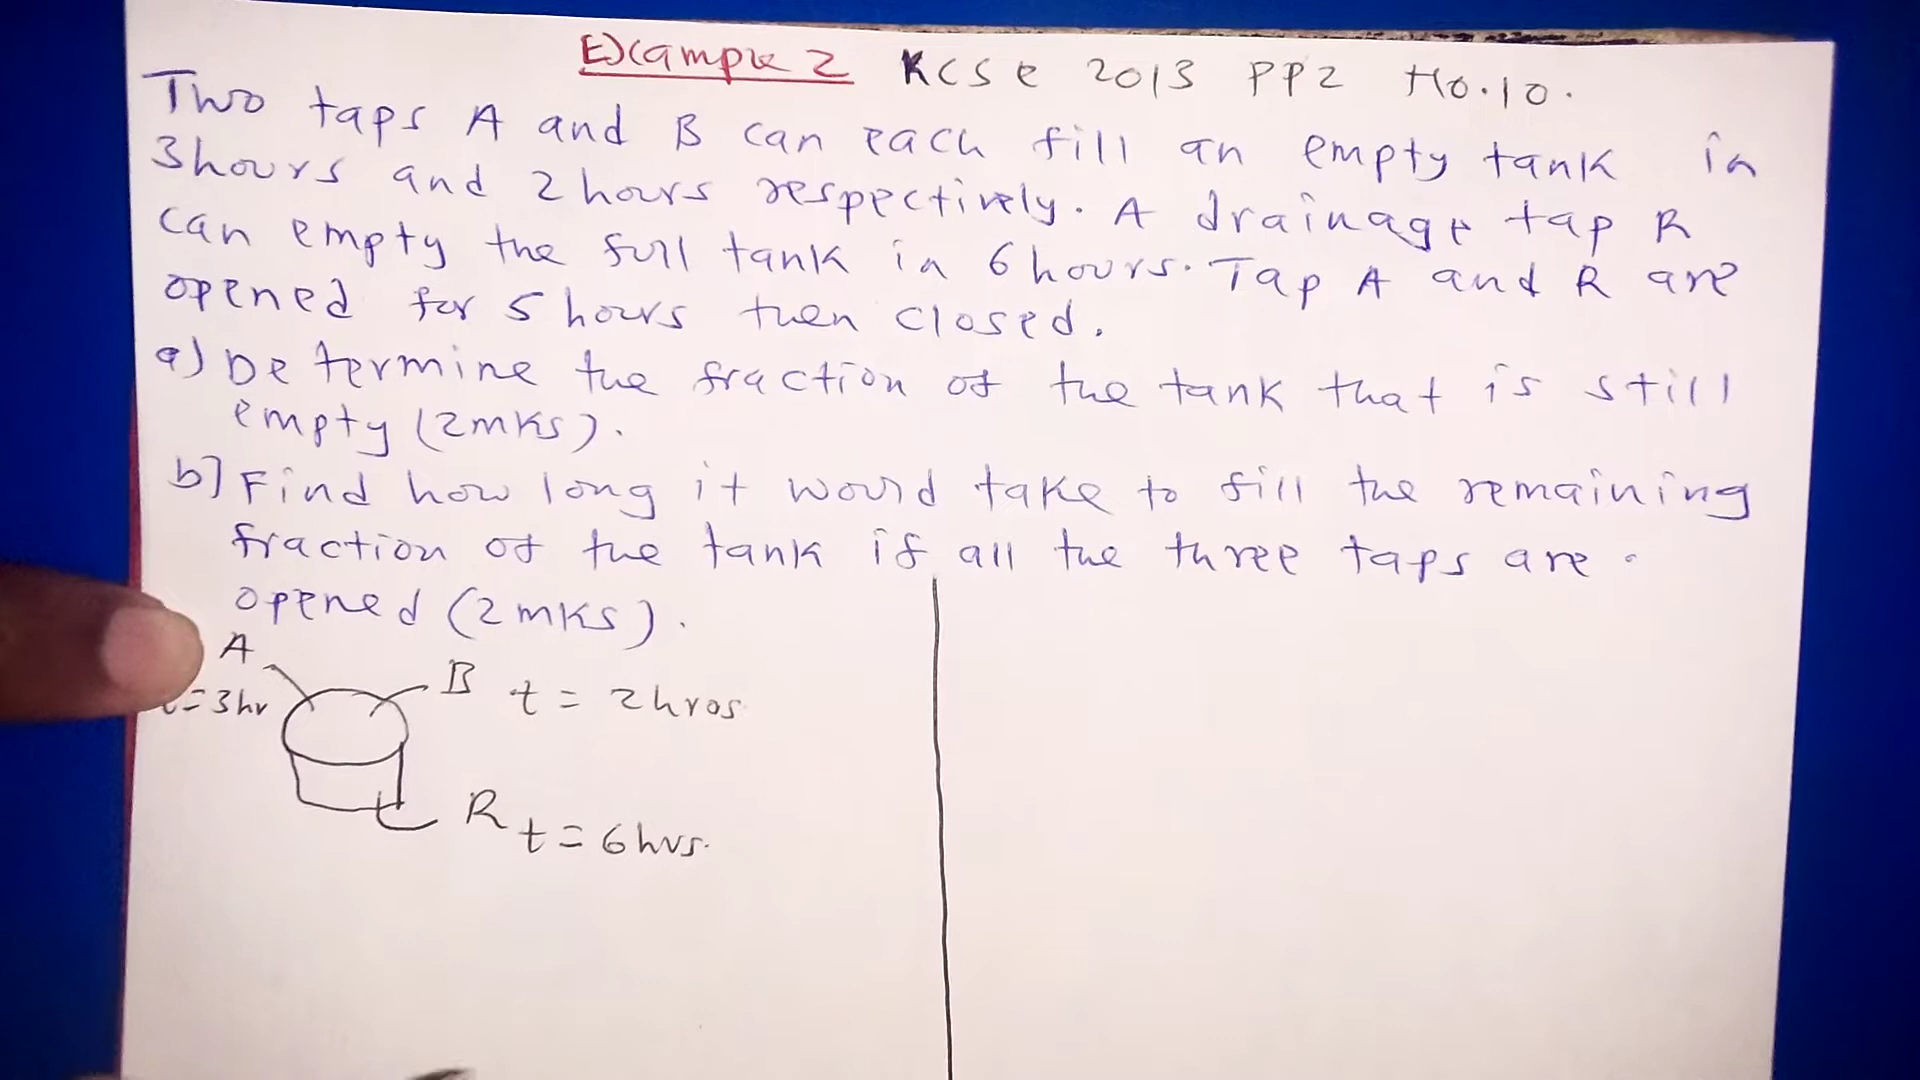 Example 2 KCSE 2013 PP2 No.10.
Two taps A and B can each fill an empty tank in
3hours and 2hours respectively. A drainage tap R
can empty the full tank in 6hours. Tap A and R are
opened for 5 hours then closed.
a) Determine the fraction of the tank that is still
empty (2mks).
b] Find how long it would take to fill the remaining
fraction of the tank if all the three taps are
opened (2mks).
A
B t = 2hros
t=3hr
R t=6hrs.